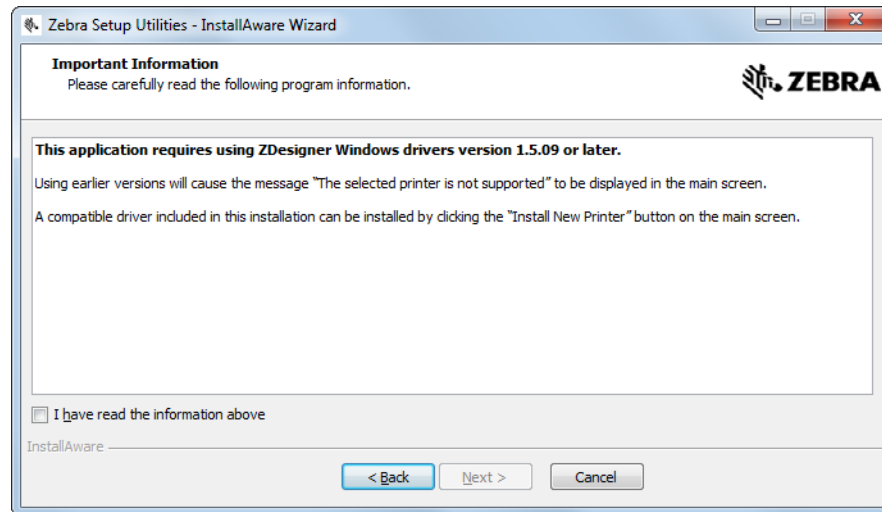 Zebra Setup Utilities - InstallAware Wizard
Important Information
Please carefully read the following program information.
ZEBRA
This application requires using ZDesigner Windows drivers version 1.5.09 or later.
Using earlier versions will cause the message “The selected printer is not supported” to be displayed in the main screen.
A compatible driver included in this installation can be installed by clicking the “Install New Printer” button on the main screen.
I have read the information above
InstallAware
< Back Next > Cancel